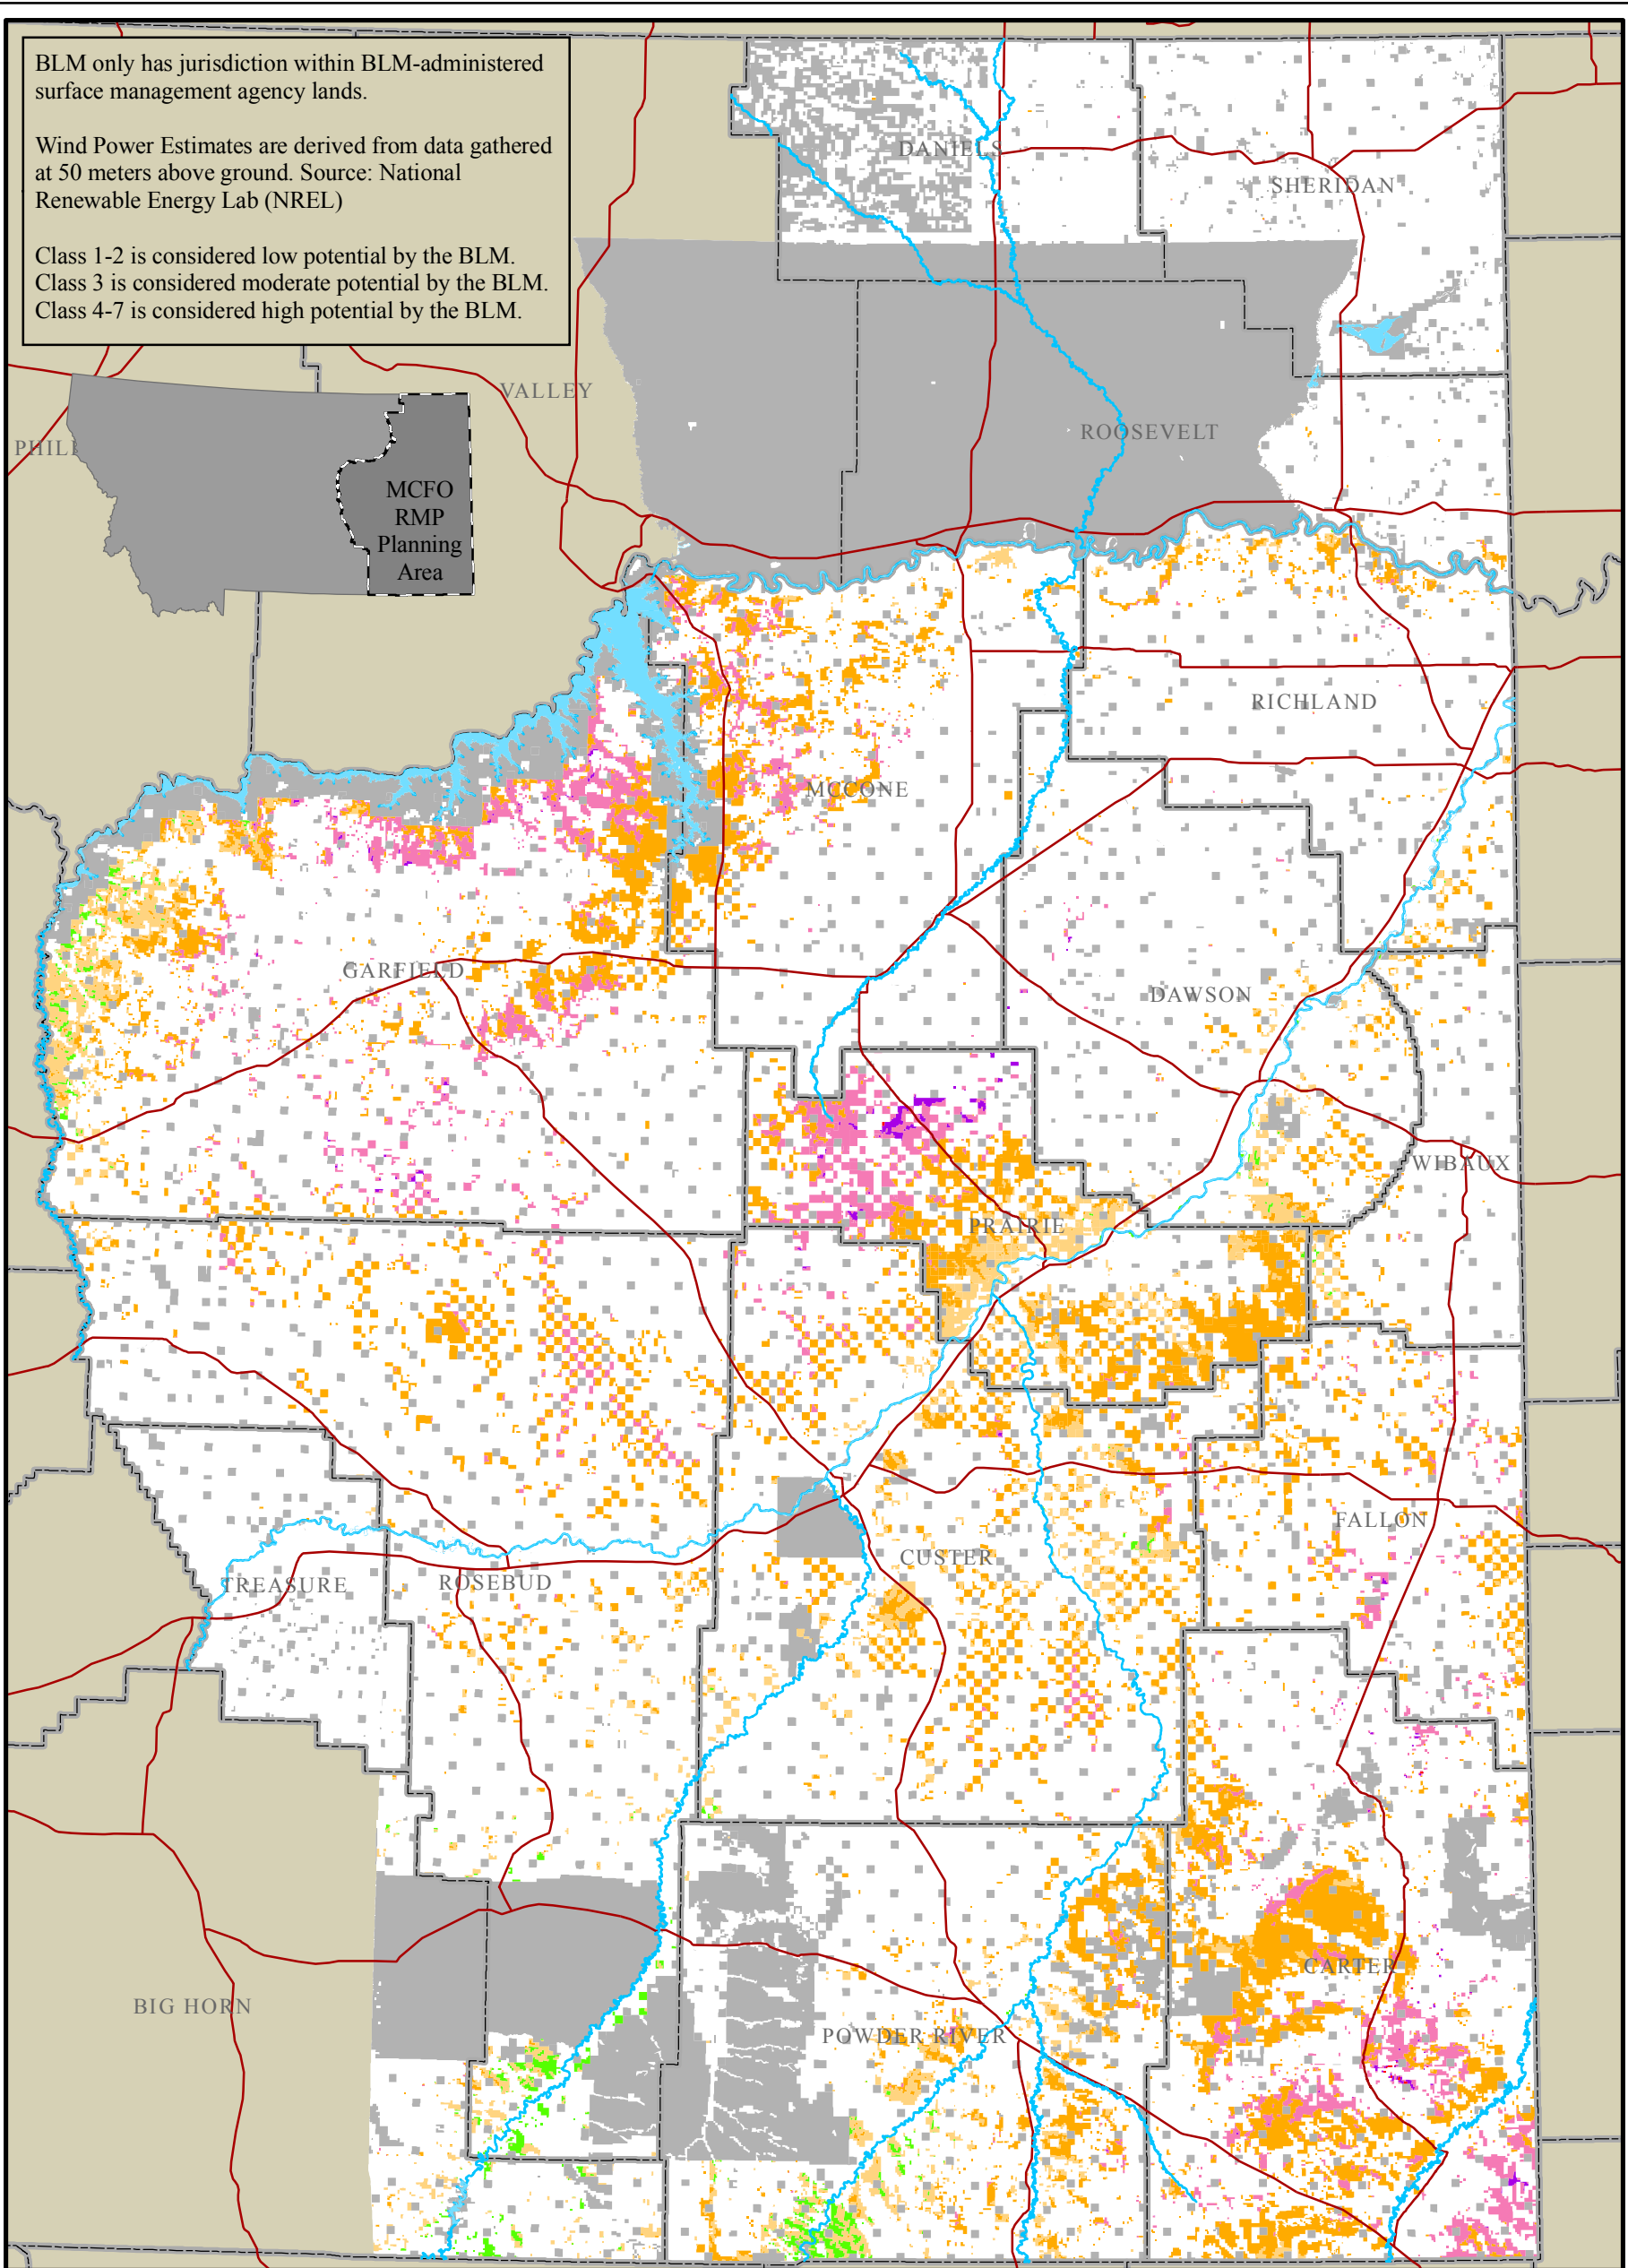 BLM only has jurisdiction within BLM-administered
surface management agency lands.
Wind Power Estimates are derived from data gathered
at 50 meters above ground. Source: National
Renewable Energy Lab (NREL)
Class 1-2 is considered low potential by the BLM.
Class 3 is considered moderate potential by the BLM.
Class 4-7 is considered high potential by the BLM.
DANIELS
SHERIDAN
VALLEY
PHILL
ROOSEVELT
MCFO
RMP
Planning
Area
RICHLAND
MCCONE
GARFIELD
DAWSON
WIBAUX
PRAIRIE
FALLON
CUSTER
TREASURE
ROSEBUD
CARTER
BIG HORN
POWDER RIVER